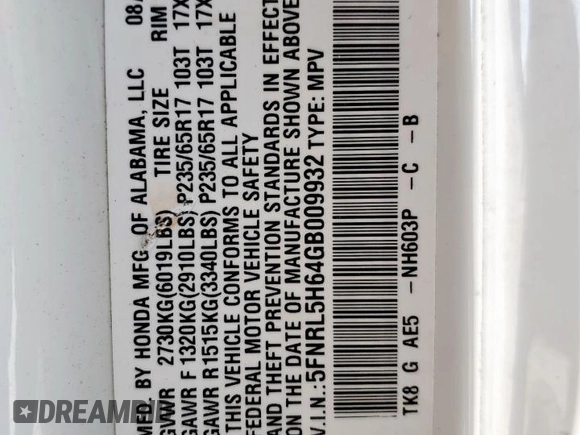 MFD BY HONDA MFG. OF ALABAMA, LLC 08/
GVWR 2730KG(6019LBS) TIRE SIZE RIM
GAWR F 1320KG(2910LBS) P235/65R17 103T 17X
GAWR R 1515KG(3340LBS) P235/65R17 103T 17X
THIS VEHICLE CONFORMS TO ALL APPLICABLE
FEDERAL MOTOR VEHICLE SAFETY
AND THEFT PREVENTION STANDARDS IN EFFECT
ON THE DATE OF MANUFACTURE SHOWN ABOVE
V.I.N.:5FNRL5H64GB009932 TYPE: MPV
TK8 G AE5 -NH603P - C - B
DREAMBID